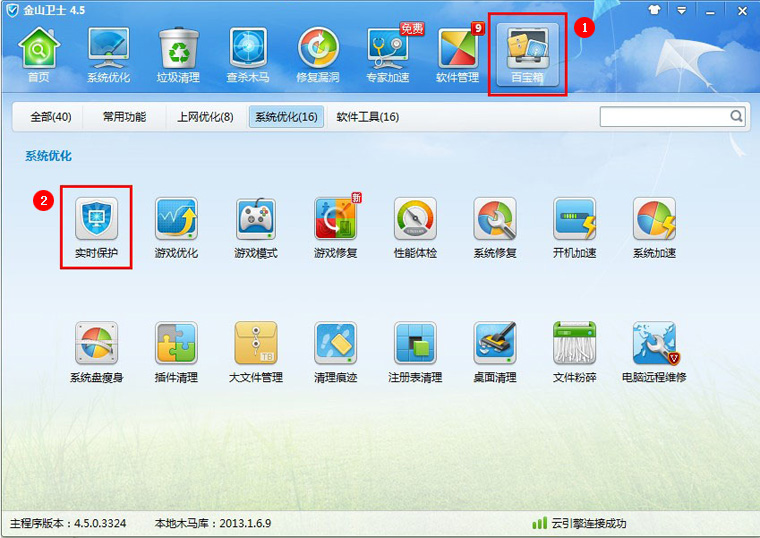 金山卫士 4.5
免费
9
1
首页 系统优化 垃圾清理 查杀木马 修复漏洞 专家加速 软件管理 百宝箱
全部(40) 常用功能 上网优化(8) 系统优化(16) 软件工具(16)
系统优化
2
新
实时保护 游戏优化 游戏模式 游戏修复 性能体检 系统修复 开机加速 系统加速
TB
系统盘瘦身 插件清理 大文件管理 清理痕迹 注册表清理 桌面清理 文件粉碎 电脑远程维修
主程序版本：4.5.0.3324 本地木马库：2013.1.6.9 云引擎连接成功